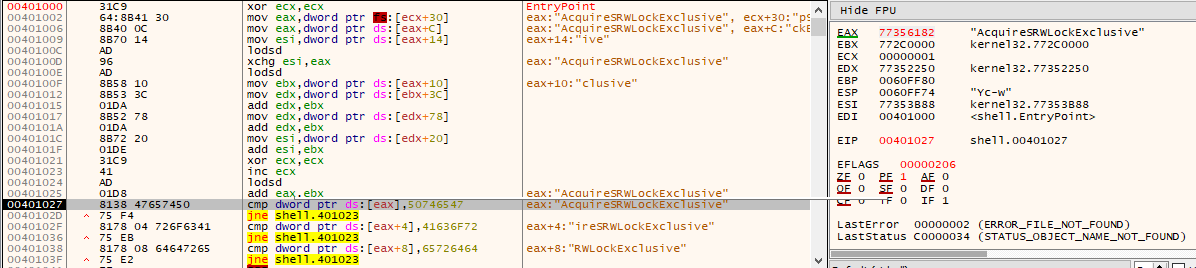 00401000 31C9 xor ecx,ecx EntryPoint
00401002 64:8B41 30 mov eax,dword ptr fs:[ecx+30] eax:"AcquireSRWLockExclusive", ecx+30:"pS
00401006 8B40 0C mov eax,dword ptr ds:[eax+C] eax:"AcquireSRWLockExclusive", eax+C:"ckE
00401009 8B70 14 mov esi,dword ptr ds:[eax+14] eax+14:"ive"
0040100C AD lodsd
0040100D 96 xchg esi,eax eax:"AcquireSRWLockExclusive"
0040100E AD lodsd
0040100F 8B58 10 mov ebx,dword ptr ds:[eax+10] eax+10:"clusive"
00401012 8B53 3C mov edx,dword ptr ds:[ebx+3C]
00401015 01DA add edx,ebx
00401017 8B52 78 mov edx,dword ptr ds:[edx+78]
0040101A 01DA add edx,ebx
0040101C 8B72 20 mov esi,dword ptr ds:[edx+20]
0040101F 01DE add esi,ebx
00401021 31C9 xor ecx,ecx
00401023 41 inc ecx
00401024 AD lodsd
00401025 01D8 add eax,ebx eax:"AcquireSRWLockExclusive"
00401027 8138 47657450 cmp dword ptr ds:[eax],50746547 eax:"AcquireSRWLockExclusive"
0040102D 75 F4 jne shell.401023
0040102F 8178 04 726F6341 cmp dword ptr ds:[eax+4],41636F72 eax+4:"ireSRWLockExclusive"
00401036 75 EB jne shell.401023
00401038 8178 08 64647265 cmp dword ptr ds:[eax+8],65726464 eax+8:"RWLockExclusive"
0040103F 75 E2 jne shell.401023
Hide FPU
EAX 77356182 "AcquireSRWLockExclusive"
EBX 772C0000 kernel32.772C0000
ECX 00000001
EDX 77352250 kernel32.77352250
EBP 0060FF80
ESP 0060FF74 "Yc-w"
ESI 77353B88 kernel32.77353B88
EDI 00401000 <shell.EntryPoint>
EIP 00401027 shell.00401027
EFLAGS 00000206
ZF 0 PF 1 AF 0
OF 0 SF 0 DF 0
CF 0 TF 0 IF 1
LastError 00000002 (ERROR_FILE_NOT_FOUND)
LastStatus C0000034 (STATUS_OBJECT_NAME_NOT_FOUND)